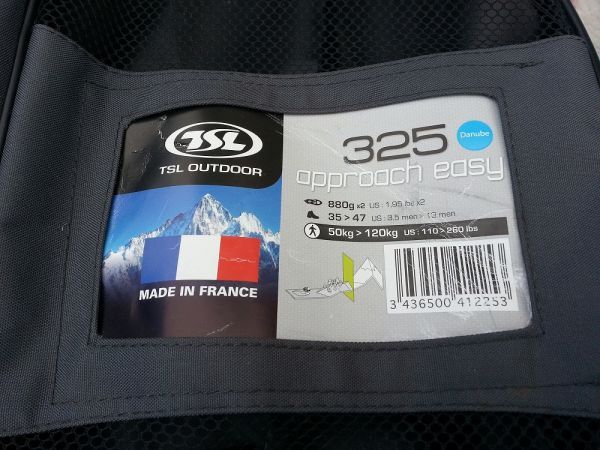 TSL
TSL OUTDOOR
MADE IN FRANCE
325
Danube
approach easy
880g x2 US : 1.95 lbs x2
35 > 47 US : 3.5 men > 13 men
50kg > 120kg US : 110 > 260 lbs
3 436500 412253